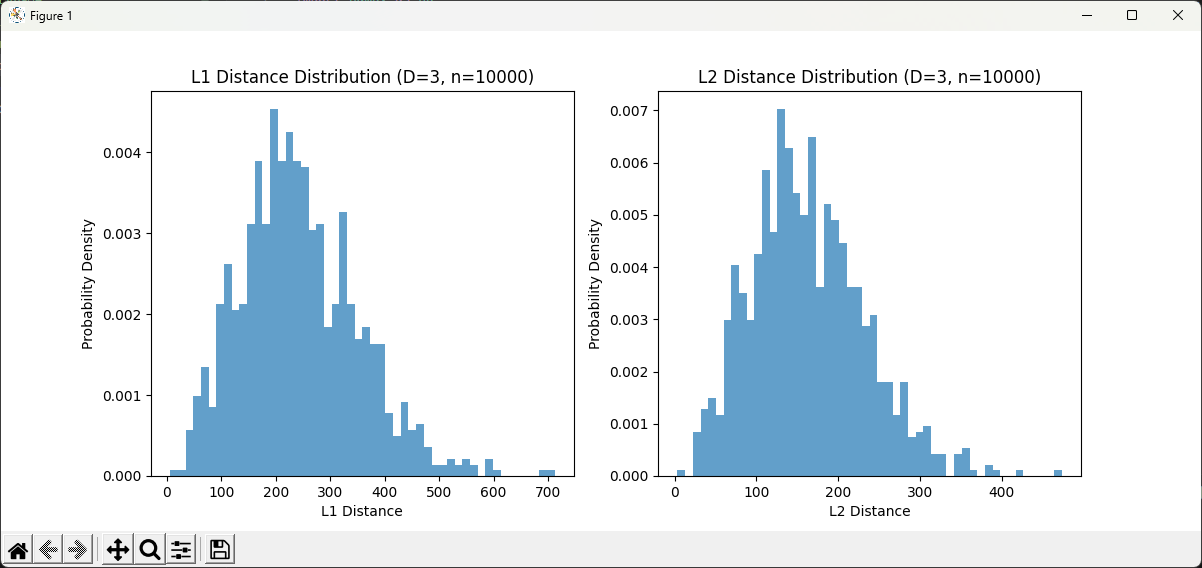 Figure 1
L1 Distance Distribution (D=3, n=10000)
Probability Density
0.004
0.003
0.002
0.001
0.000
0 100 200 300 400 500 600 700
L1 Distance
L2 Distance Distribution (D=3, n=10000)
Probability Density
0.007
0.006
0.005
0.004
0.003
0.002
0.001
0.000
0 100 200 300 400
L2 Distance